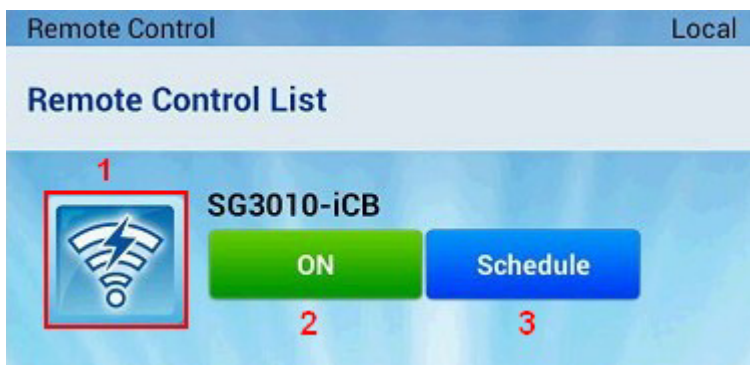 Remote Control Local
Remote Control List
1
SG3010-iCB
ON Schedule
2 3